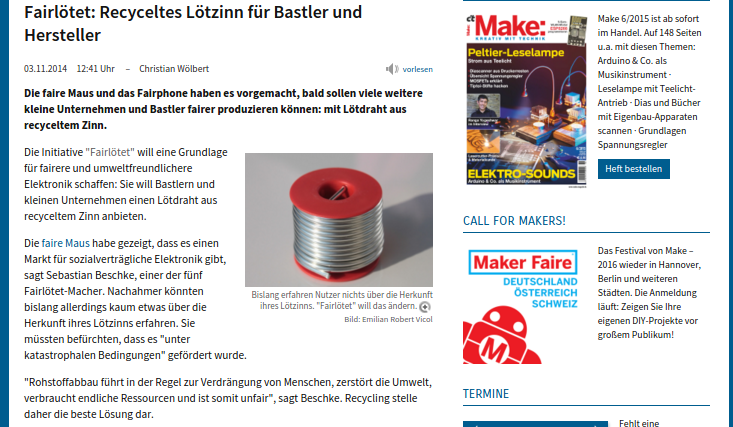 Fairlötet: Recyceltes Lötzinn für Bastler und
Hersteller
03.11.2014 12:41 Uhr – Christian Wölbert
vorlesen
Die faire Maus und das Fairphone haben es vorgemacht, bald sollen viele weitere
kleine Unternehmen und Bastler fairer produzieren können: mit Lötdraht aus
recyceltem Zinn.
Die Initiative "Fairlötet" will eine Grundlage
für fairere und umweltfreundlichere
Elektronik schaffen: Sie will Bastlern und
kleinen Unternehmen einen Lötdraht aus
recyceltem Zinn anbieten.
Die faire Maus habe gezeigt, dass es einen
Markt für sozialverträgliche Elektronik gibt,
sagt Sebastian Beschke, einer der fünf
Fairlötet-Macher. Nachahmer könnten
bislang allerdings kaum etwas über die
Herkunft ihres Lötzinns erfahren. Sie
müssten befürchten, dass es "unter
katastrophalen Bedingungen" gefördert wurde.
Bislang erfahren Nutzer nichts über die Herkunft
ihres Lötzinns. "Fairlötet" will das ändern.
Bild: Emilian Robert Vicol
"Rohstoffabbau führt in der Regel zur Verdrängung von Menschen, zerstört die Umwelt,
verbraucht endliche Ressourcen und ist somit unfair", sagt Beschke. Recycling stelle
daher die beste Lösung dar.
c't Make:
KREATIV MIT TECHNIK
Peltier-Leselampe
Strom aus Teelicht
Diascanner aus Druckerresten
Übersicht Spannungsregler
MOSFETs erklärt
Tiptoi-Stifte hacken
ELEKTRO-SOUNDS
Arduino & Co. als Musikinstrument
Make 6/2015 ist ab sofort
im Handel. Auf 148 Seiten
u.a. mit diesen Themen:
Arduino & Co. als
Musikinstrument ·
Leselampe mit Teelicht-
Antrieb · Dias und Bücher
mit Eigenbau-Apparaten
scannen · Grundlagen
Spannungsregler
Heft bestellen
CALL FOR MAKERS!
Maker Faire
DEUTSCHLAND
ÖSTERREICH
SCHWEIZ
M
Das Festival von Make –
2016 wieder in Hannover,
Berlin und weiteren
Städten. Die Anmeldung
läuft: Zeigen Sie Ihre
eigenen DIY-Projekte vor
großem Publikum!
TERMINE
Fehlt eine